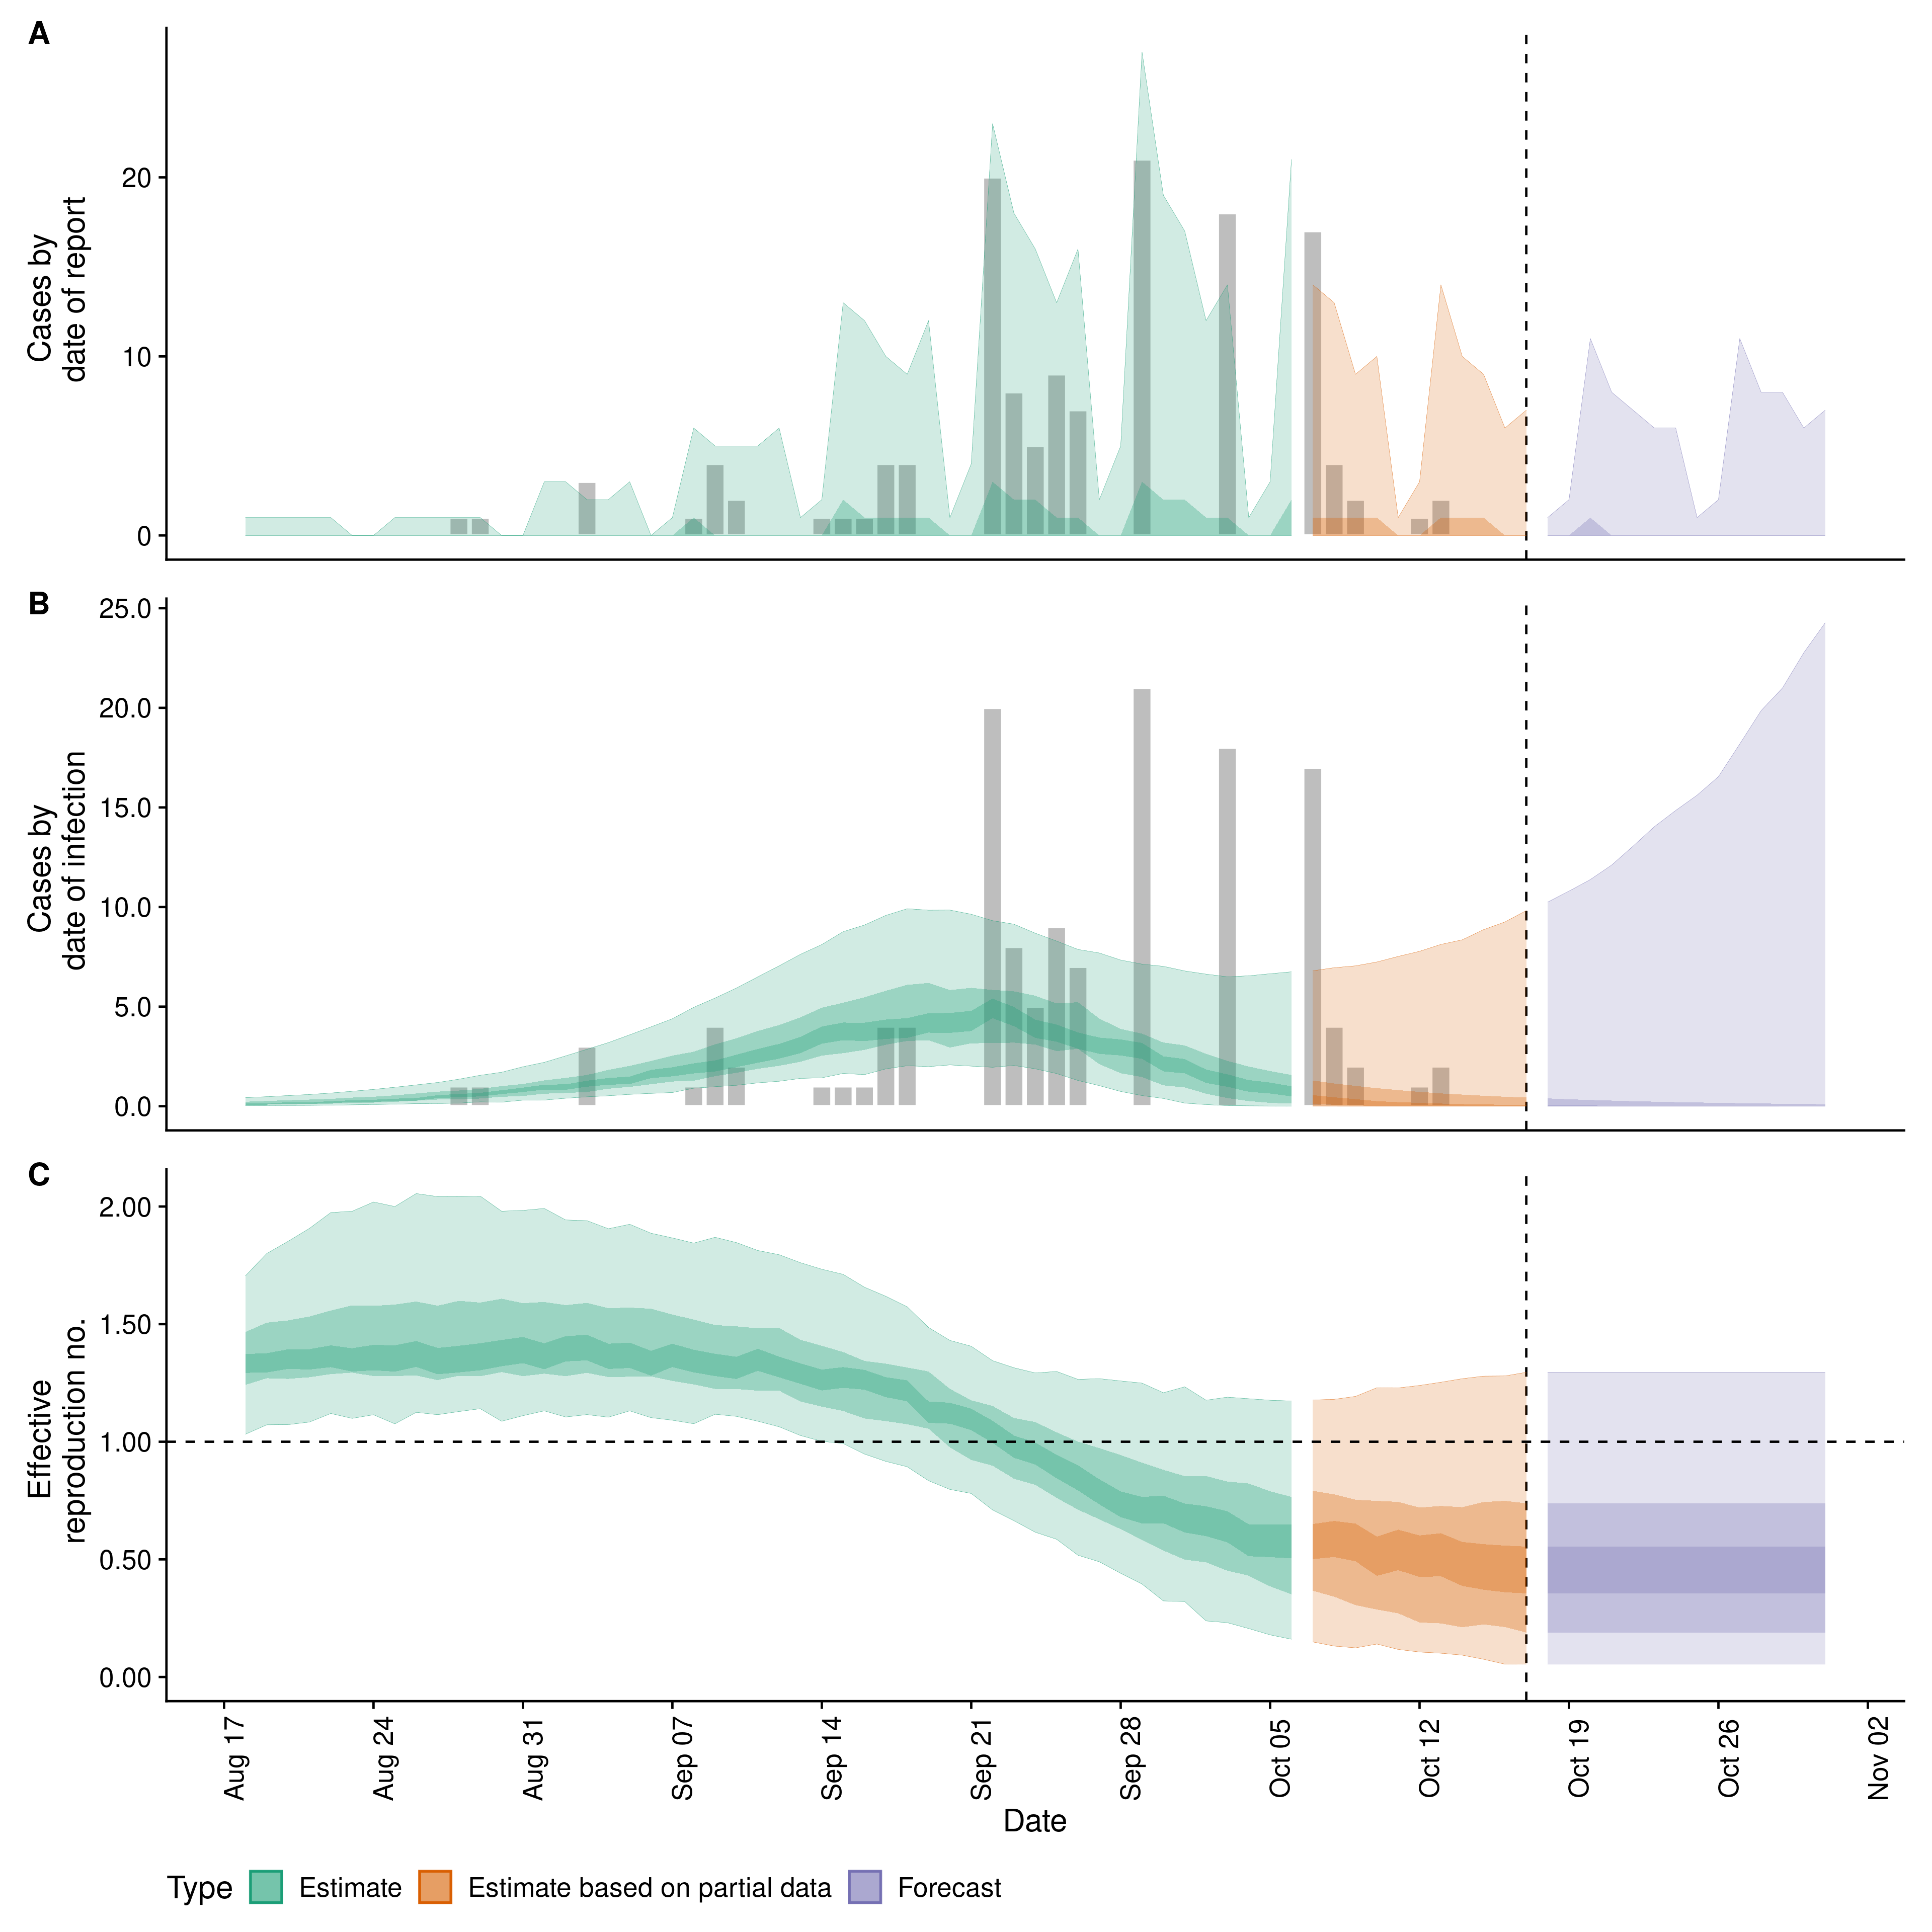 A
Cases by
date of report
20
10
0
B
Cases by
date of infection
25.0
20.0
15.0
10.0
5.0
0.0
C
Effective
reproduction no.
2.00
1.50
1.00
0.50
0.00
Aug 17
Aug 24
Aug 31
Sep 07
Sep 14
Sep 21
Sep 28
Oct 05
Oct 12
Oct 19
Oct 26
Nov 02
Date
Type Estimate Estimate based on partial data Forecast